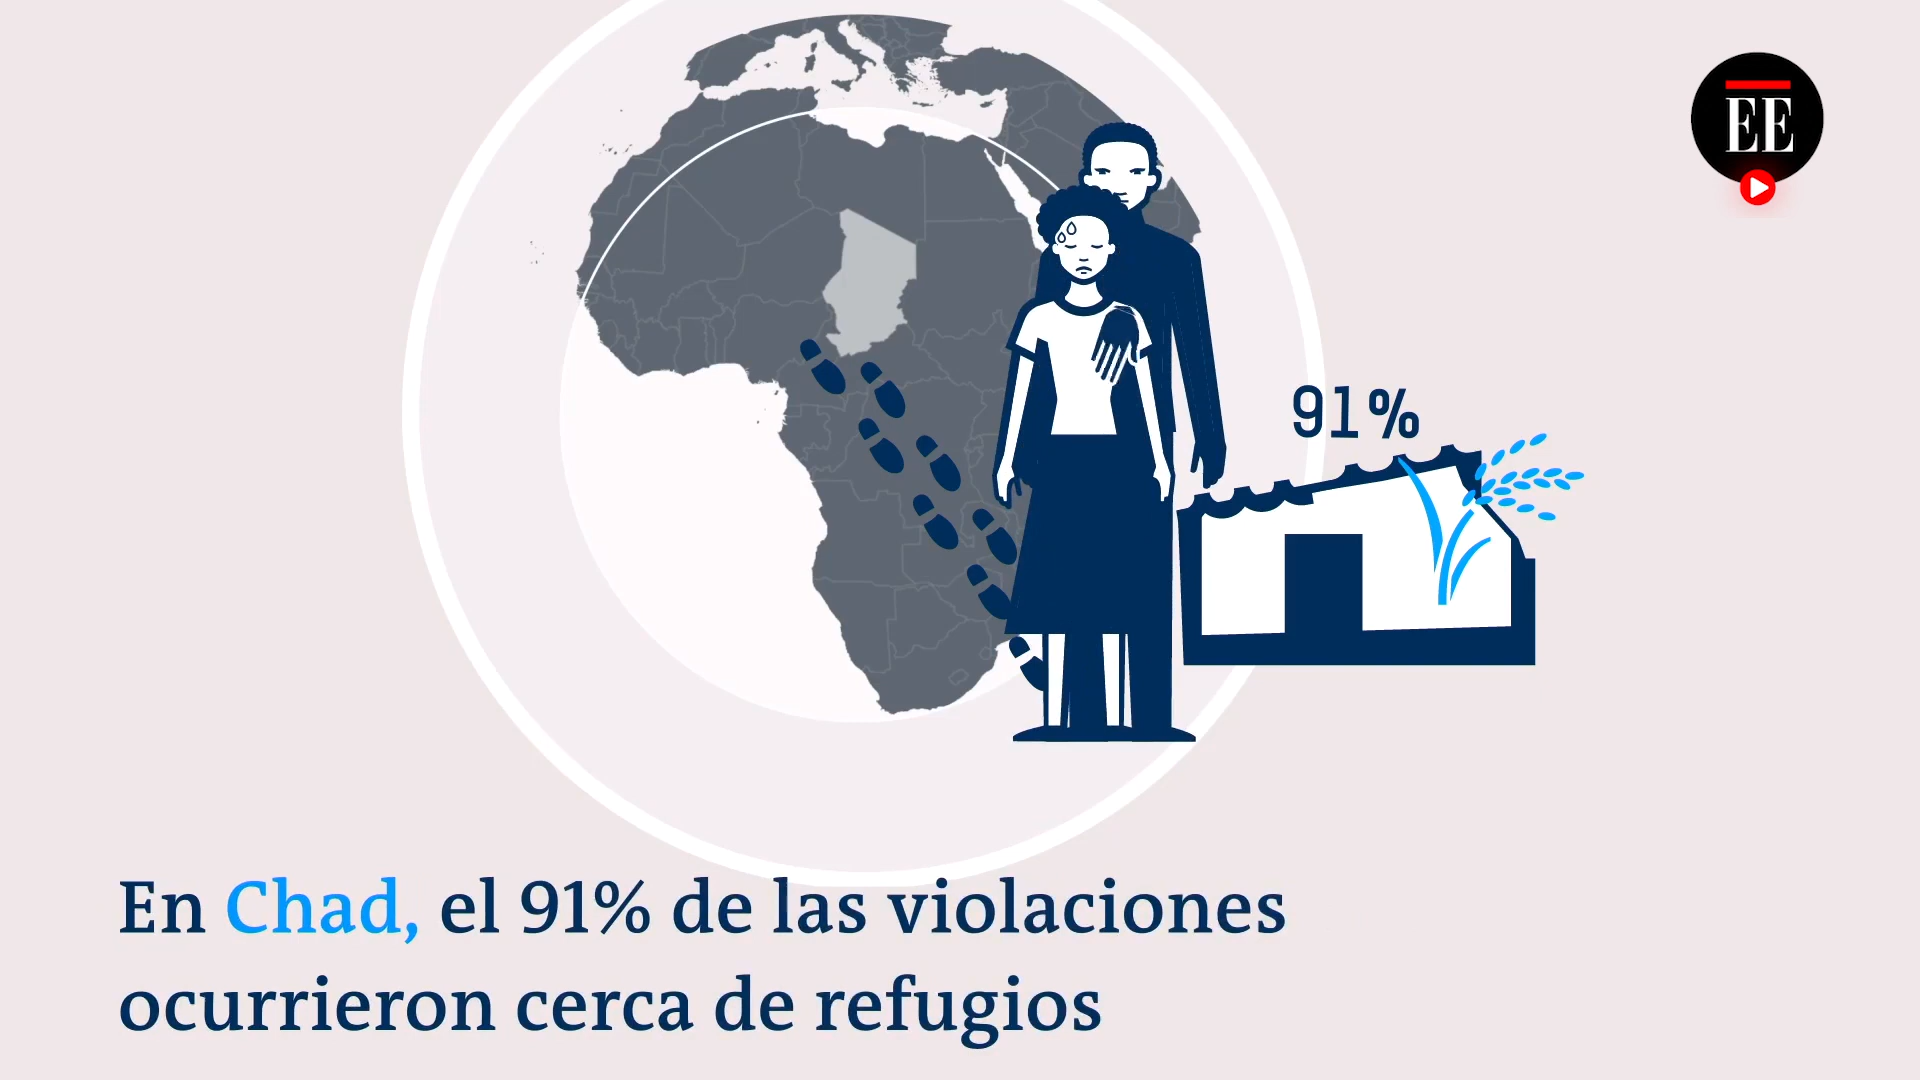 EE
91%
En Chad, el 91% de las violaciones
ocurrieron cerca de refugios